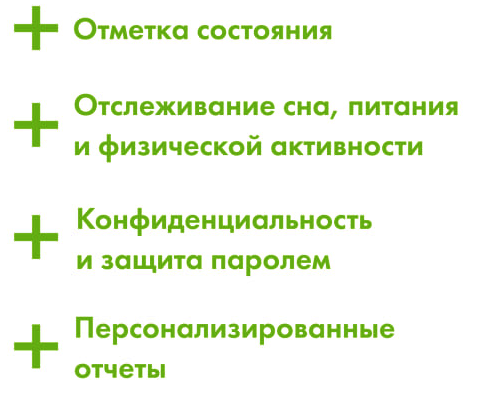 Отметка состояния
Отслеживание сна, питания
и физической активности
Конфиденциальность
и защита паролем
Персонализированные
отчеты